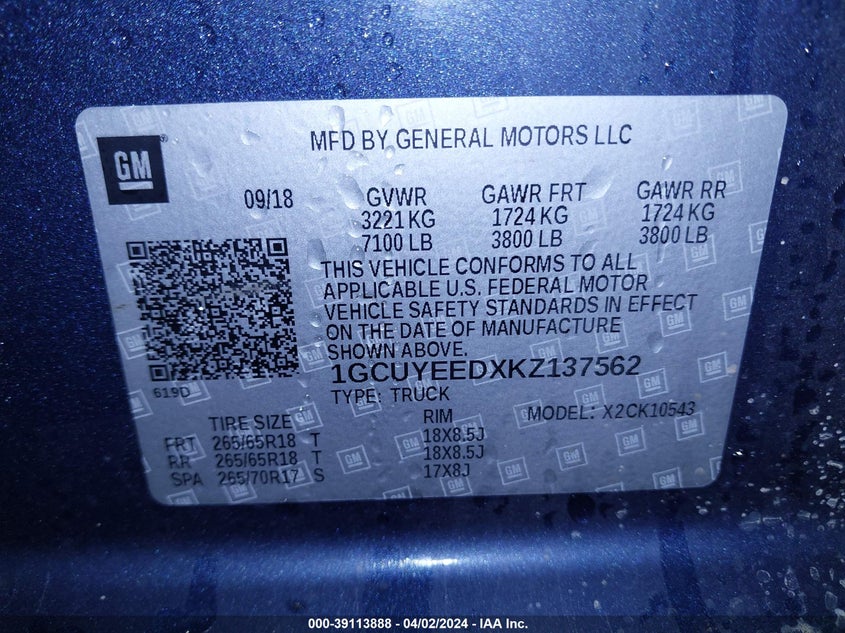 GM
MFD BY GENERAL MOTORS LLC
09/18 GVWR GAWR FRT GAWR RR
3221 KG 1724 KG 1724 KG
7100 LB 3800 LB 3800 LB
THIS VEHICLE CONFORMS TO ALL
APPLICABLE U.S. FEDERAL MOTOR
VEHICLE SAFETY STANDARDS IN EFFECT
ON THE DATE OF MANUFACTURE
SHOWN ABOVE.
1GCUYEEDXKZ137562
619D
TYPE: TRUCK MODEL: X2CK10543
TIRE SIZE RIM
FRT 265/65R18 T 18X8.5J
RR 265/65R18 T 18X8.5J
SPA 265/70R17 S 17X8J
000-39113888 - 04/02/2024 - IAA Inc.